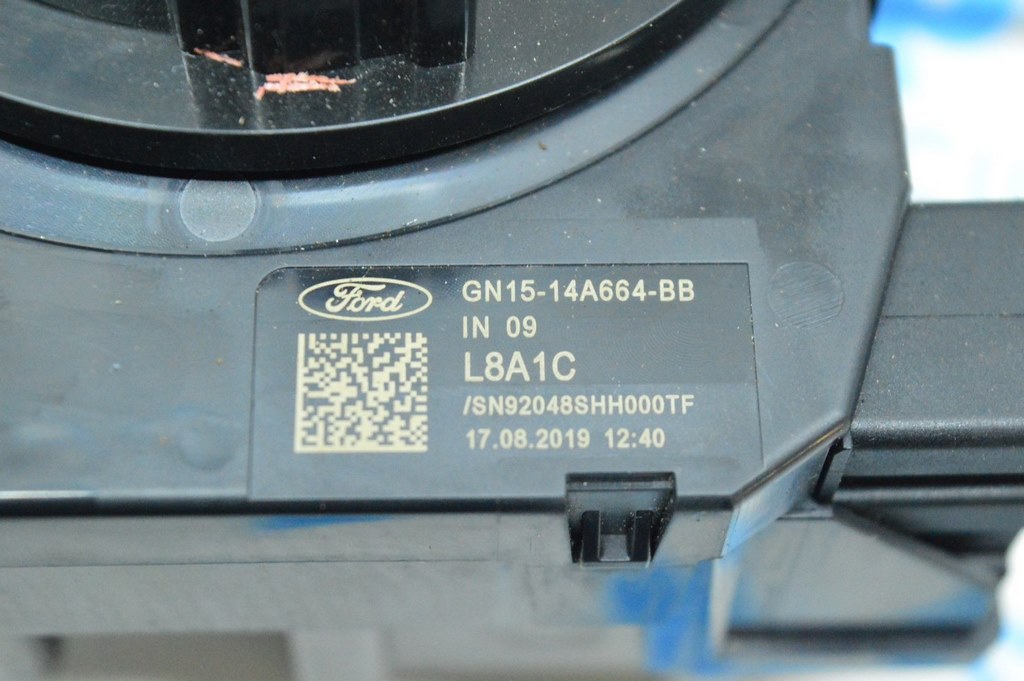 Ford
GN15-14A664-BB
IN 09
L8A1C
/SN92048SHH000TF
17.08.2019 12:40